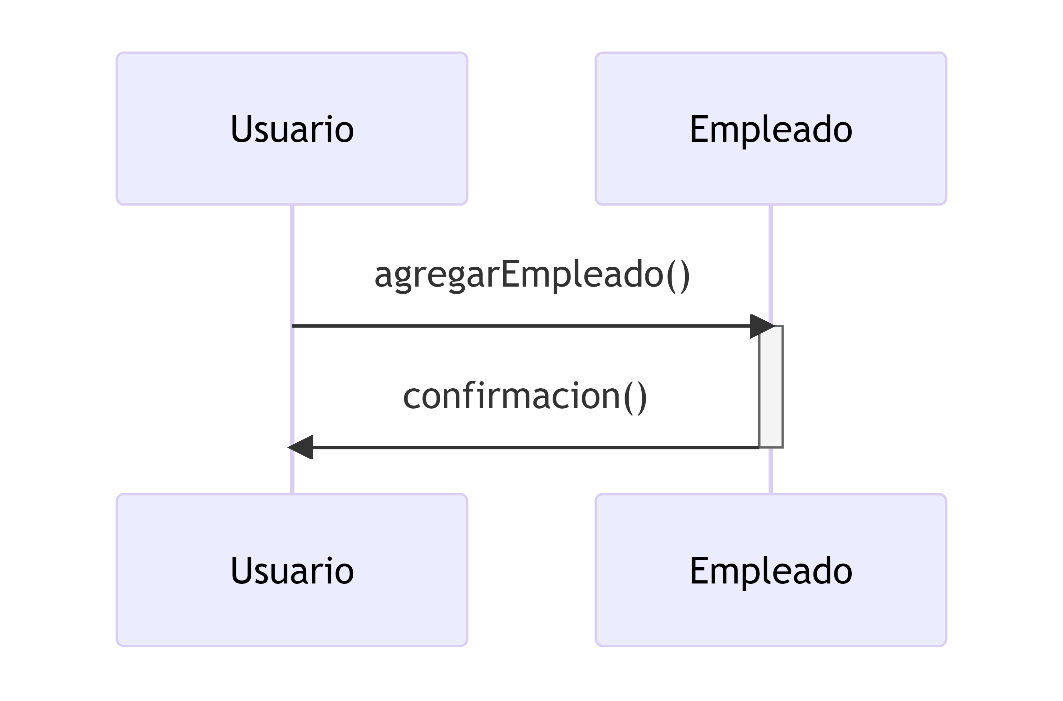 Usuario
Empleado
agregarEmpleado()
confirmacion()
Usuario
Empleado